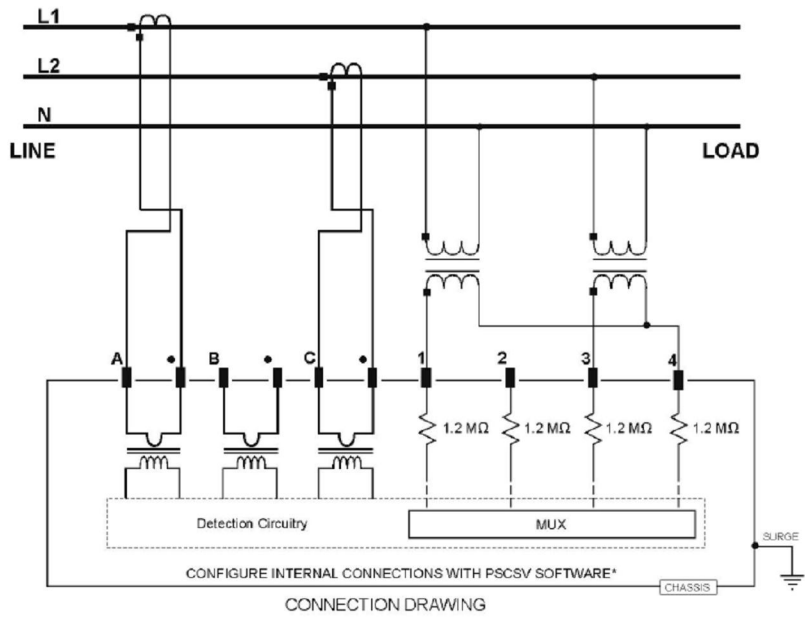 L1
L2
N
LINE
LOAD
A
B
C
1
2
3
4
1.2 MΩ
1.2 MΩ
1.2 MΩ
1.2 MΩ
Detection Circuitry
MUX
SURGE
CONFIGURE INTERNAL CONNECTIONS WITH PSCSV SOFTWARE*
CHASSIS
CONNECTION DRAWING